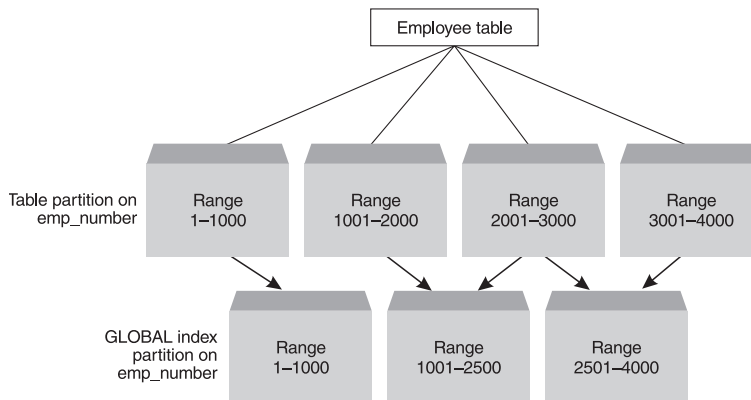 Employee table
Table partition on
emp_number
Range
1–1000
Range
1001–2000
Range
2001–3000
Range
3001–4000
GLOBAL index
partition on
emp_number
Range
1–1000
Range
1001–2500
Range
2501–4000